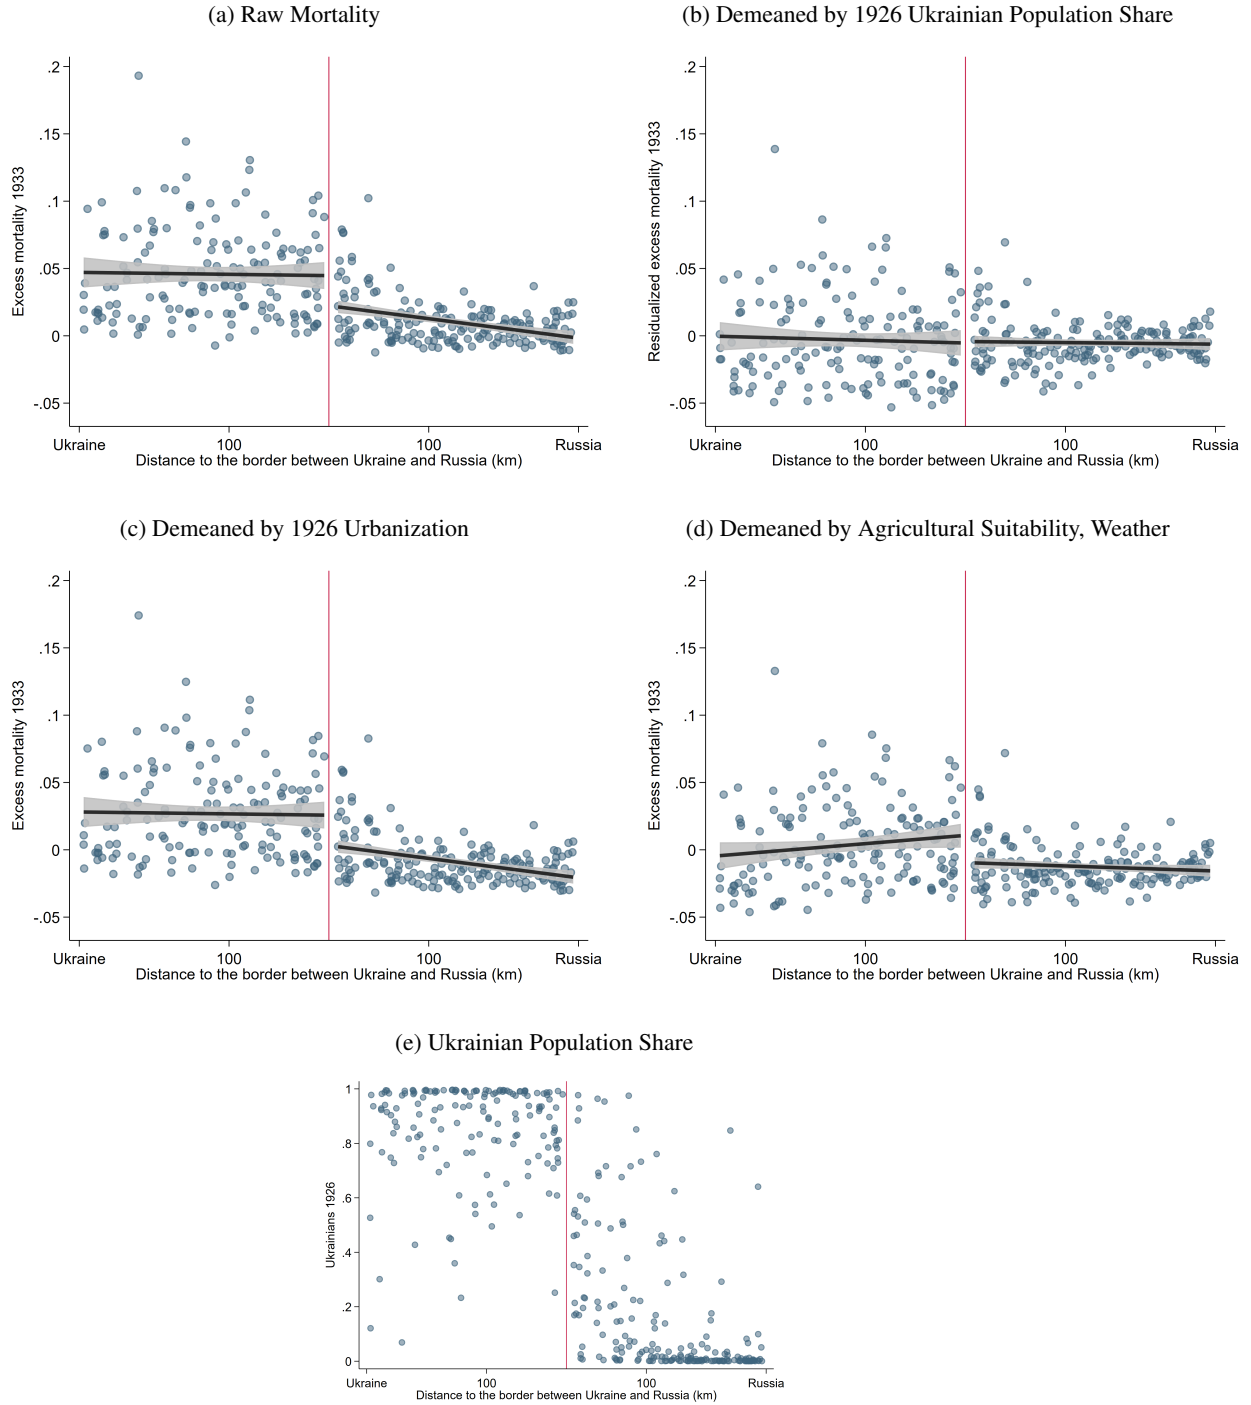 (a) Raw Mortality
.2
.15
.1
.05
0
-.05
Excess mortality 1933
Ukraine 100 100 Russia
Distance to the border between Ukraine and Russia (km)
(b) Demeaned by 1926 Ukrainian Population Share
.2
.15
.1
.05
0
-.05
Residualized excess mortality 1933
Ukraine 100 100 Russia
Distance to the border between Ukraine and Russia (km)
(c) Demeaned by 1926 Urbanization
.2
.15
.1
.05
0
-.05
Excess mortality 1933
Ukraine 100 100 Russia
Distance to the border between Ukraine and Russia (km)
(d) Demeaned by Agricultural Suitability, Weather
.2
.15
.1
.05
0
-.05
Excess mortality 1933
Ukraine 100 100 Russia
Distance to the border between Ukraine and Russia (km)
(e) Ukrainian Population Share
1
.8
.6
.4
.2
0
Ukrainians 1926
Ukraine 100 100 Russia
Distance to the border between Ukraine and Russia (km)